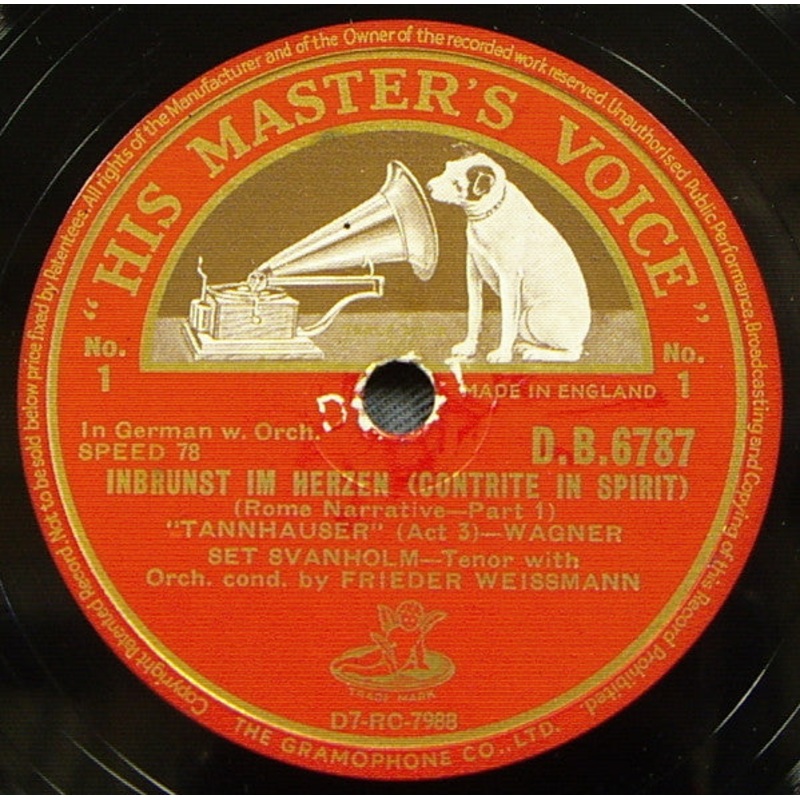 Copyright Patented Record Not to be sold below price fixed by Patentees. All rights of the Manufacturer and of the Owner of the recorded work reserved. Unauthorised Public Performance, Broadcasting and Copying of this Record Prohibited.
"HIS MASTER'S VOICE"
No. 1
No. 1
MADE IN ENGLAND
In German w. Orch.
SPEED 78
D.B.6787
INBRUNST IM HERZEN (CONTRITE IN SPIRIT)
(Rome Narrative—Part 1)
"TANNHAUSER" (Act 3)—WAGNER
SET SVANHOLM—Tenor with
Orch. cond. by FRIEDER WEISSMANN
TRADE MARK
D7-RC-7988
THE GRAMOPHONE CO., LTD.